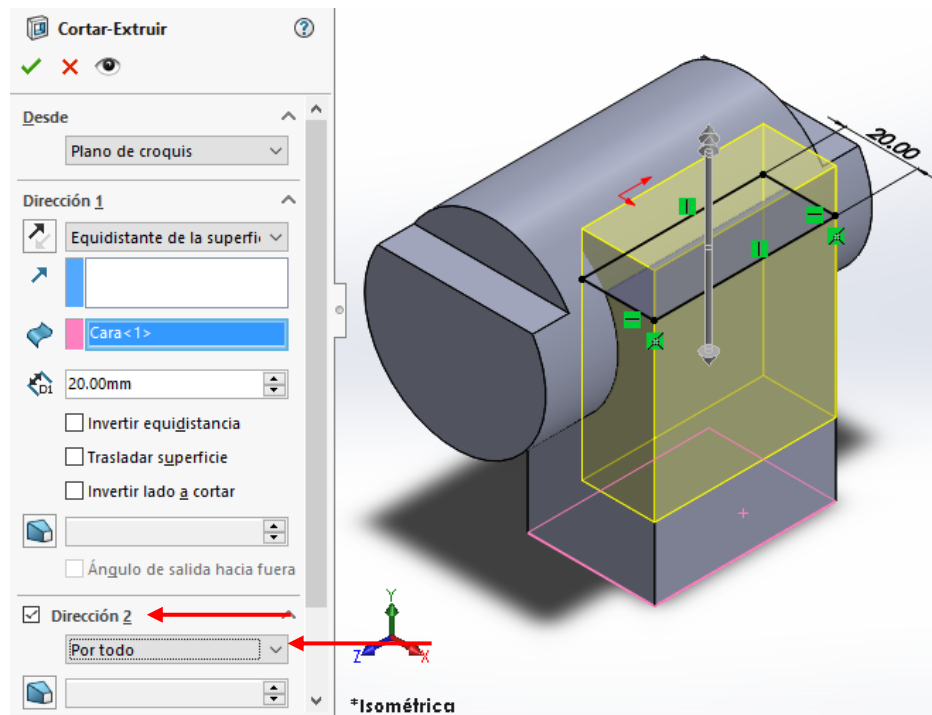 Cortar-Extruir
?
Desde
Plano de croquis
Dirección 1
Equidistante de la superfi
Cara<1>
D1
20.00mm
Invertir equidistancia
Trasladar superficie
Invertir lado a cortar
Ángulo de salida hacia fuera
Dirección 2
Por todo
20.00
Y
Z
X
*Isométrica